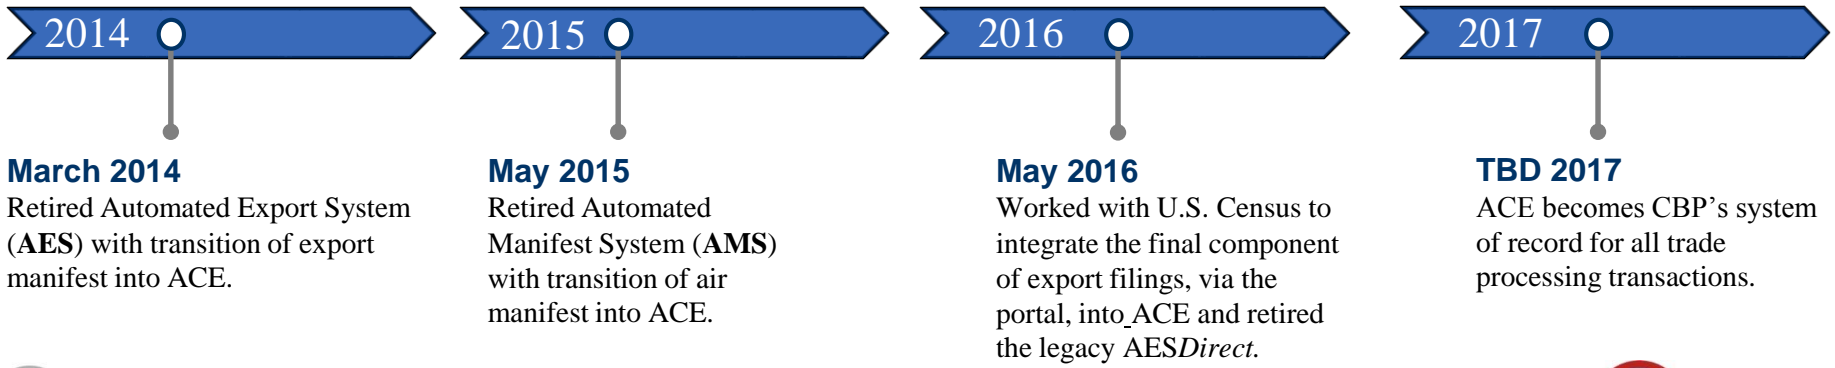 2014
2015
2016
2017
March 2014
Retired Automated Export System
(AES) with transition of export
manifest into ACE.
May 2015
Retired Automated
Manifest System (AMS)
with transition of air
manifest into ACE.
May 2016
Worked with U.S. Census to
integrate the final component
of export filings, via the
portal, into ACE and retired
the legacy AESDirect.
TBD 2017
ACE becomes CBP’s system
of record for all trade
processing transactions.